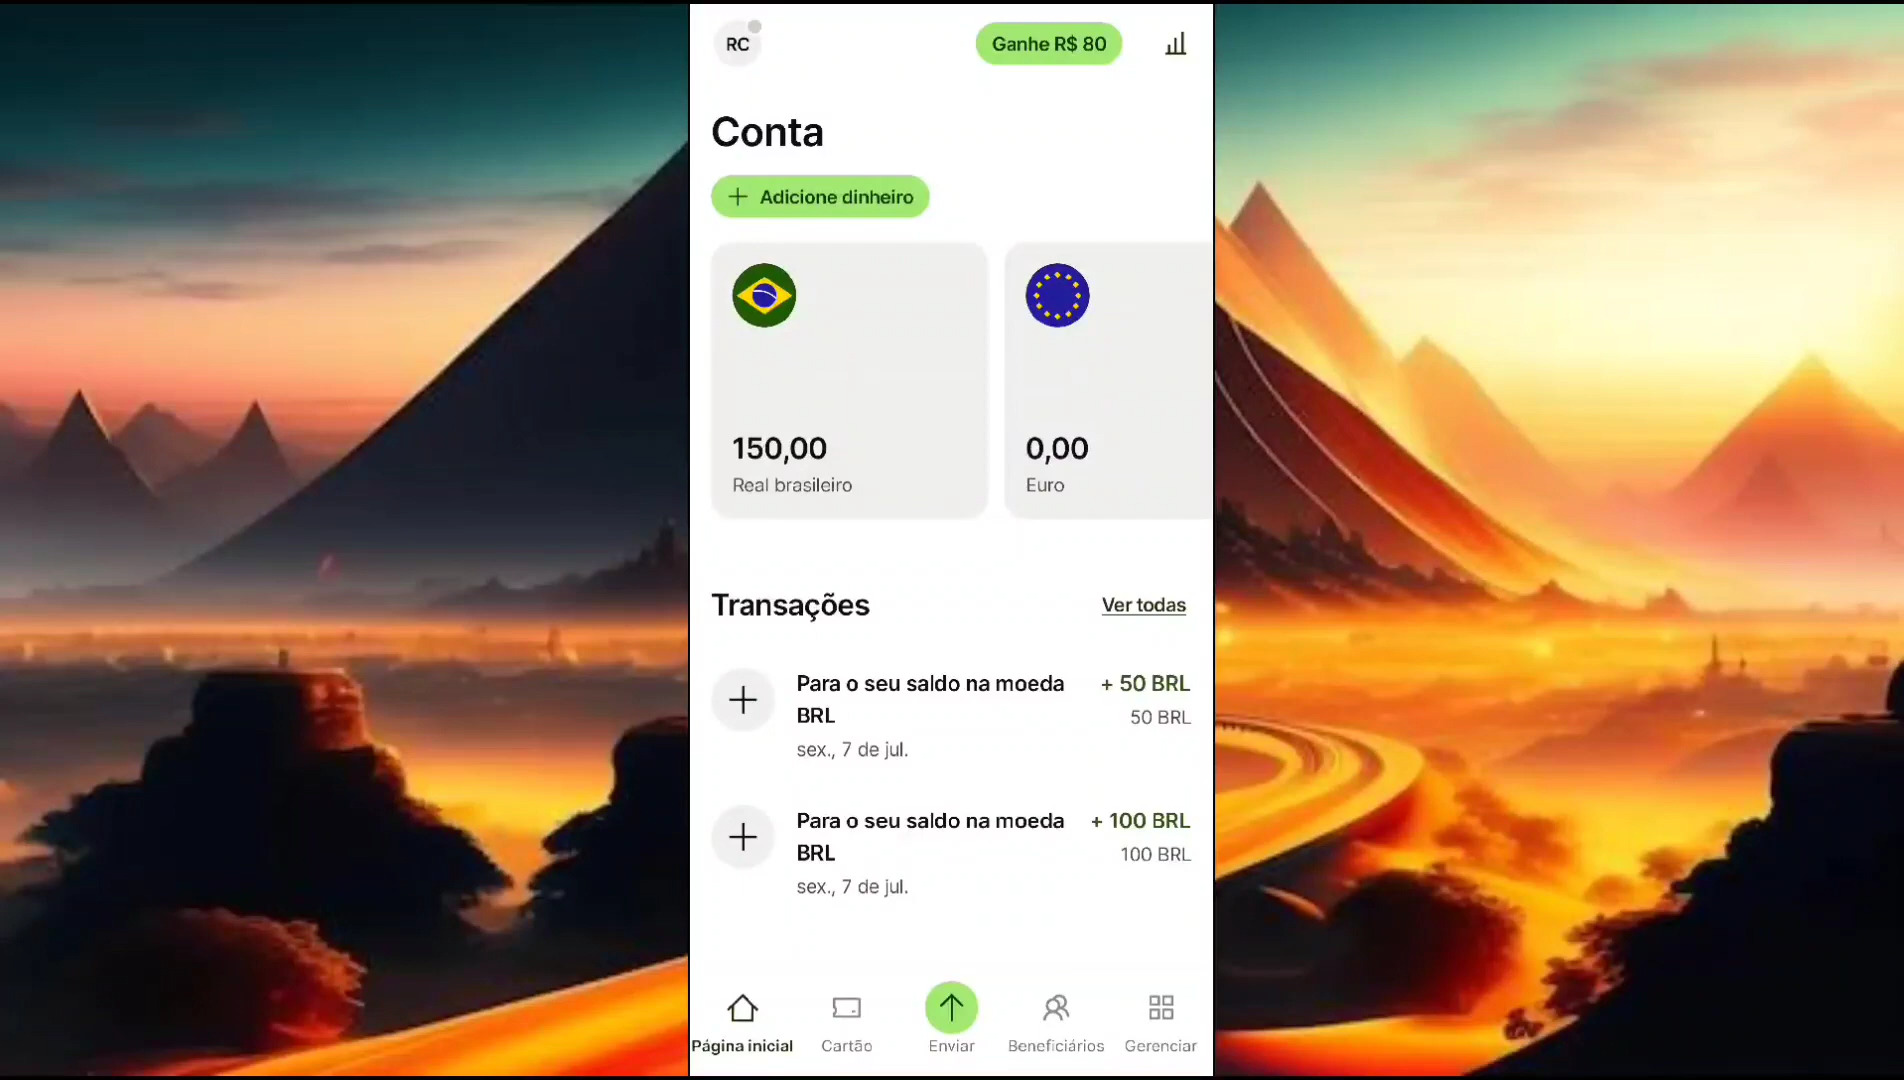 RC
Ganhe R$ 80
Conta
Adicione dinheiro
150,00
Real brasileiro
0,00
Euro
Transações
Ver todas
Para o seu saldo na moeda
BRL
+ 50 BRL
50 BRL
sex., 7 de jul.
Para o seu saldo na moeda
BRL
+ 100 BRL
100 BRL
sex., 7 de jul.
Página inicial
Cartão
Enviar
Beneficiários
Gerenciar